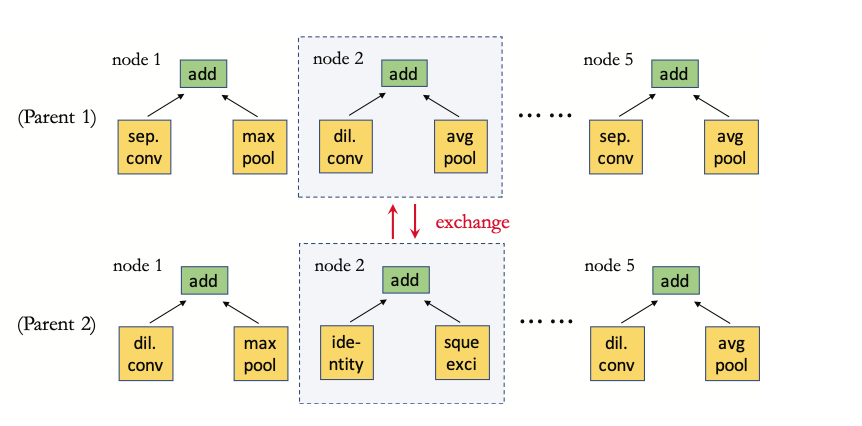 node 1
add
node 2
add
node 5
add
(Parent 1)
sep.
conv
max
pool
dil.
conv
avg
pool
... ...
sep.
conv
avg
pool
exchange
node 1
add
node 2
add
node 5
add
(Parent 2)
dil.
conv
max
pool
ide-
ntity
sque
exci
... ...
dil.
conv
avg
pool